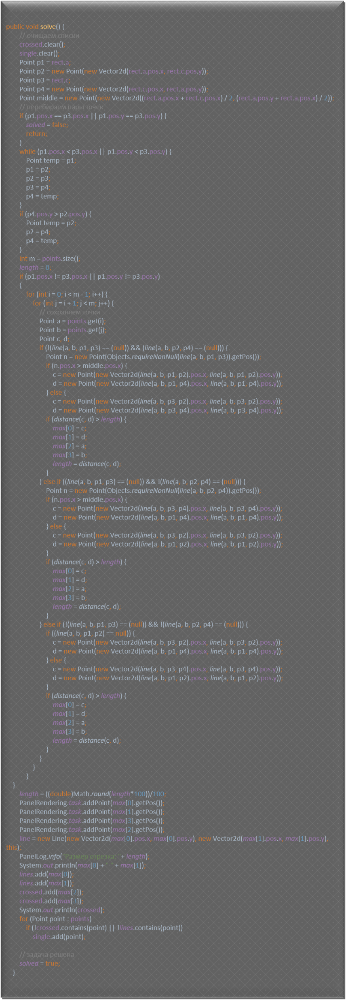 public void solve() {
// очищаем списки
crossed.clear();
single.clear();
Point p1 = rect.a;
Point p2 = new Point(new Vector2d(rect.a.pos.x, rect.c.pos.y));
Point p3 = rect.c;
Point p4 = new Point(new Vector2d(rect.c.pos.x, rect.a.pos.y));
Point middle = new Point(new Vector2d((rect.a.pos.x + rect.c.pos.x) / 2, (rect.a.pos.y + rect.a.pos.x) / 2));
// перебираем пары точек
if (p1.pos.x == p3.pos.x || p1.pos.y == p3.pos.y) {
solved = false;
return;
}
while (p1.pos.x < p3.pos.x || p1.pos.y < p3.pos.y) {
Point temp = p1;
p1 = p2;
p2 = p3;
p3 = p4;
p4 = temp;
}
if (p4.pos.y > p2.pos.y) {
Point temp = p2;
p2 = p4;
p4 = temp;
}
int m = points.size();
length = 0;
if (p1.pos.x != p3.pos.x || p1.pos.y != p3.pos.y)
{
for (int i = 0; i < m - 1; i++) {
for (int j = i + 1; j < m; j++) {
// сохраняем точки
Point a = points.get(i);
Point b = points.get(j);
Point c, d;
if (!(line(a, b, p1, p3) == (null)) && (line(a, b, p2, p4) == (null))) {
Point n = new Point(Objects.requireNonNull(line(a, b, p1, p3)).getPos());
if (n.pos.x > middle.pos.x) {
c = new Point(new Vector2d(line(a, b, p1, p2).pos.x, line(a, b, p1, p2).pos.y));
d = new Point(new Vector2d(line(a, b, p1, p4).pos.x, line(a, b, p1, p4).pos.y));
} else {
c = new Point(new Vector2d(line(a, b, p3, p2).pos.x, line(a, b, p3, p2).pos.y));
d = new Point(new Vector2d(line(a, b, p3, p4).pos.x, line(a, b, p3, p4).pos.y));
if (distance(c, d) > length) {
max[0] = c;
max[1] = d;
max[2] = a;
max[3] = b;
length = distance(c, d);
}
} else if ((line(a, b, p1, p3) == (null)) && !(line(a, b, p2, p4) == (null))) {
Point n = new Point(Objects.requireNonNull(line(a, b, p2, p4)).getPos());
if (n.pos.x > middle.pos.x) {
c = new Point(new Vector2d(line(a, b, p3, p4).pos.x, line(a, b, p3, p4).pos.y));
d = new Point(new Vector2d(line(a, b, p1, p4).pos.x, line(a, b, p1, p4).pos.y));
} else {
c = new Point(new Vector2d(line(a, b, p3, p2).pos.x, line(a, b, p3, p2).pos.y));
d = new Point(new Vector2d(line(a, b, p1, p2).pos.x, line(a, b, p1, p2).pos.y));
}
if (distance(c, d) > length) {
max[0] = c;
max[1] = d;
max[2] = a;
max[3] = b;
length = distance(c, d);
}
} else if (!(line(a, b, p1, p3) == (null)) && !(line(a, b, p2, p4) == (null))) {
if ((line(a, b, p1, p2) == null)) {
c = new Point(new Vector2d(line(a, b, p3, p2).pos.x, line(a, b, p3, p2).pos.y));
d = new Point(new Vector2d(line(a, b, p1, p4).pos.x, line(a, b, p1, p4).pos.y));
} else {
c = new Point(new Vector2d(line(a, b, p3, p4).pos.x, line(a, b, p3, p4).pos.y));
d = new Point(new Vector2d(line(a, b, p1, p2).pos.x, line(a, b, p1, p2).pos.y));
}
if (distance(c, d) > length) {
max[0] = c;
max[1] = d;
max[2] = a;
max[3] = b;
length = distance(c, d);
}
}
}
}
}
length = ((double)Math.round(length*100))/100;
PanelRendering.task.addPoint(max[0].getPos());
PanelRendering.task.addPoint(max[1].getPos());
PanelRendering.task.addPoint(max[3].getPos());
PanelRendering.task.addPoint(max[2].getPos());
line = new Line(new Vector2d(max[0].pos.x, max[0].pos.y), new Vector2d(max[1].pos.x, max[1].pos.y),
this);
PanelLog.info("Размер отрезка: "+ length);
System.out.println(max[0] + " " + max[1]);
lines.add(max[0]);
lines.add(max[1]);
crossed.add(max[2]);
crossed.add(max[3]);
System.out.println(crossed);
for (Point point : points)
if (!crossed.contains(point) || !lines.contains(point))
single.add(point);
// задача решена
solved = true;
}